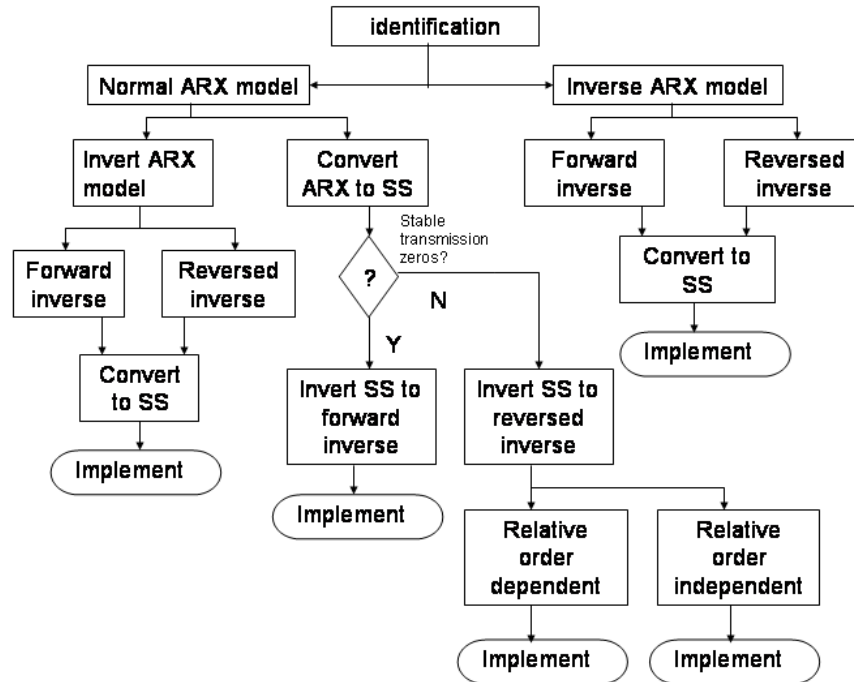 identification
Normal ARX model
Inverse ARX model
Invert ARX
model
Convert
ARX to SS
Forward
inverse
Reversed
inverse
Stable
transmission
zeros?
Forward
inverse
Reversed
inverse
?
N
Y
Convert to
SS
Implement
Convert
to SS
Implement
Invert SS to
forward
inverse
Implement
Invert SS to
reversed
inverse
Relative
order
dependent
Relative
order
independent
Implement
Implement